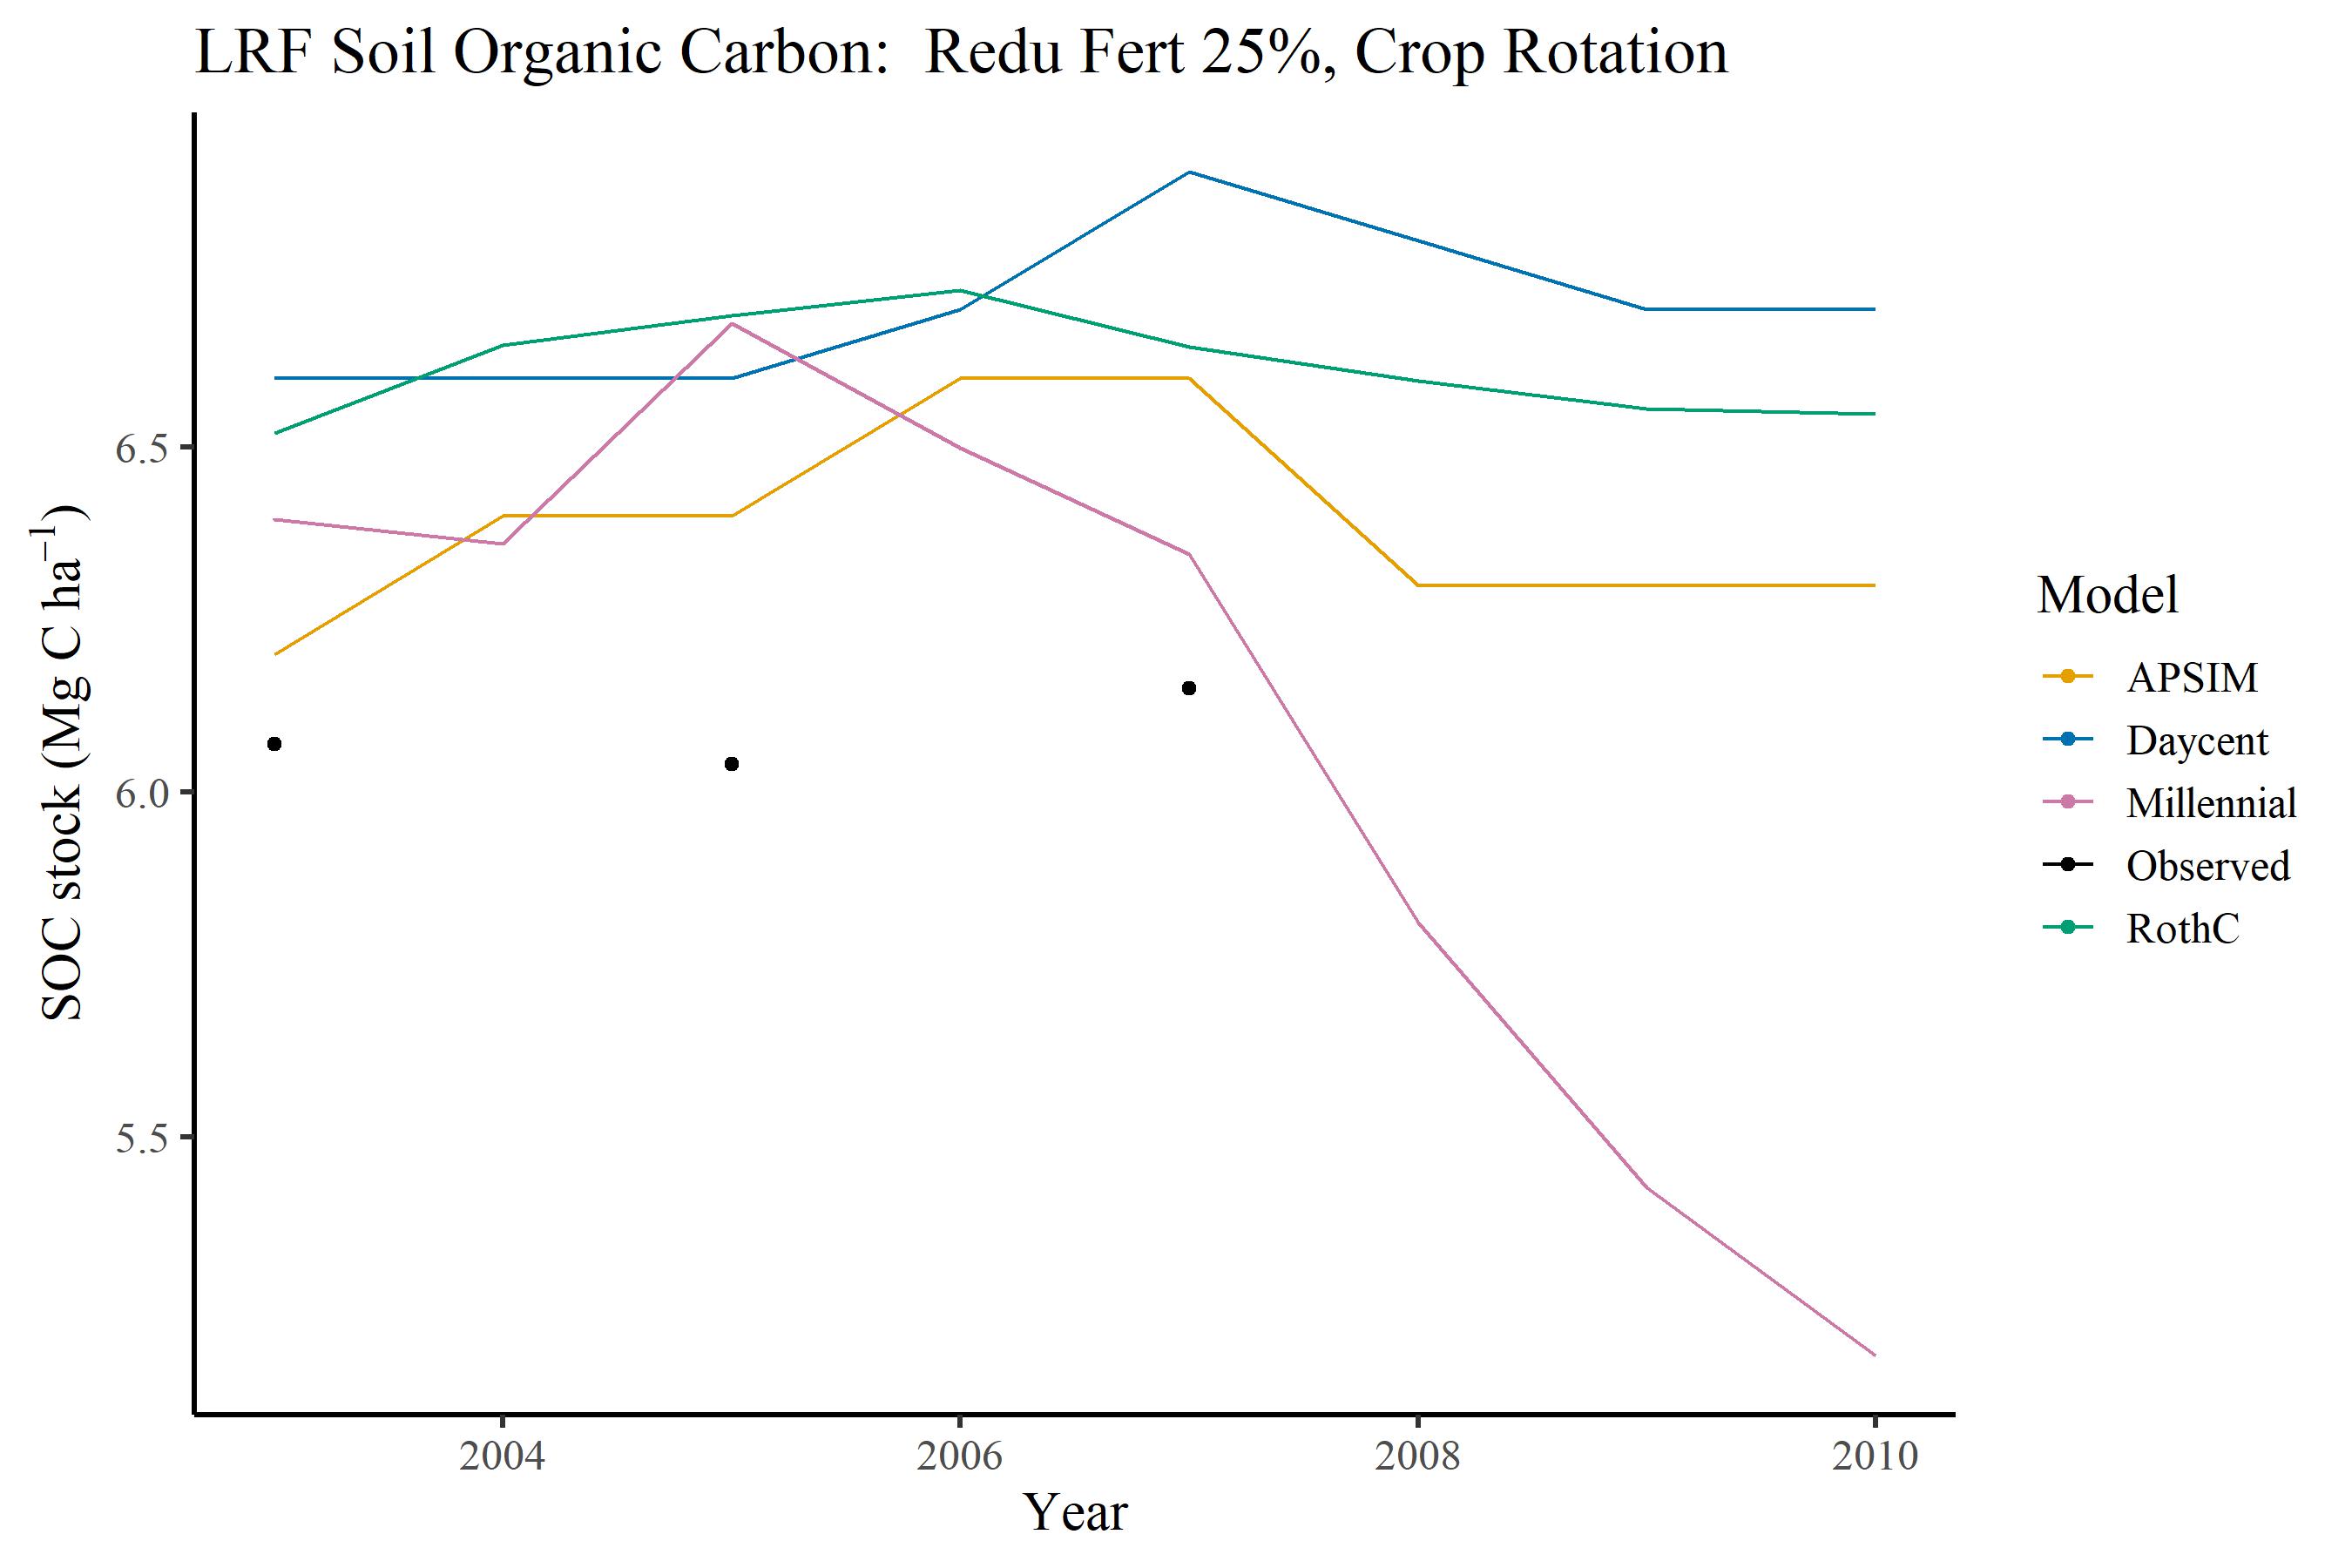 LRF Soil Organic Carbon:  Redu Fert 25%, Crop Rotation
SOC stock (Mg C ha⁻¹)
6.5
6.0
5.5
2004
2006
2008
2010
Year
Model
APSIM
Daycent
Millennial
Observed
RothC